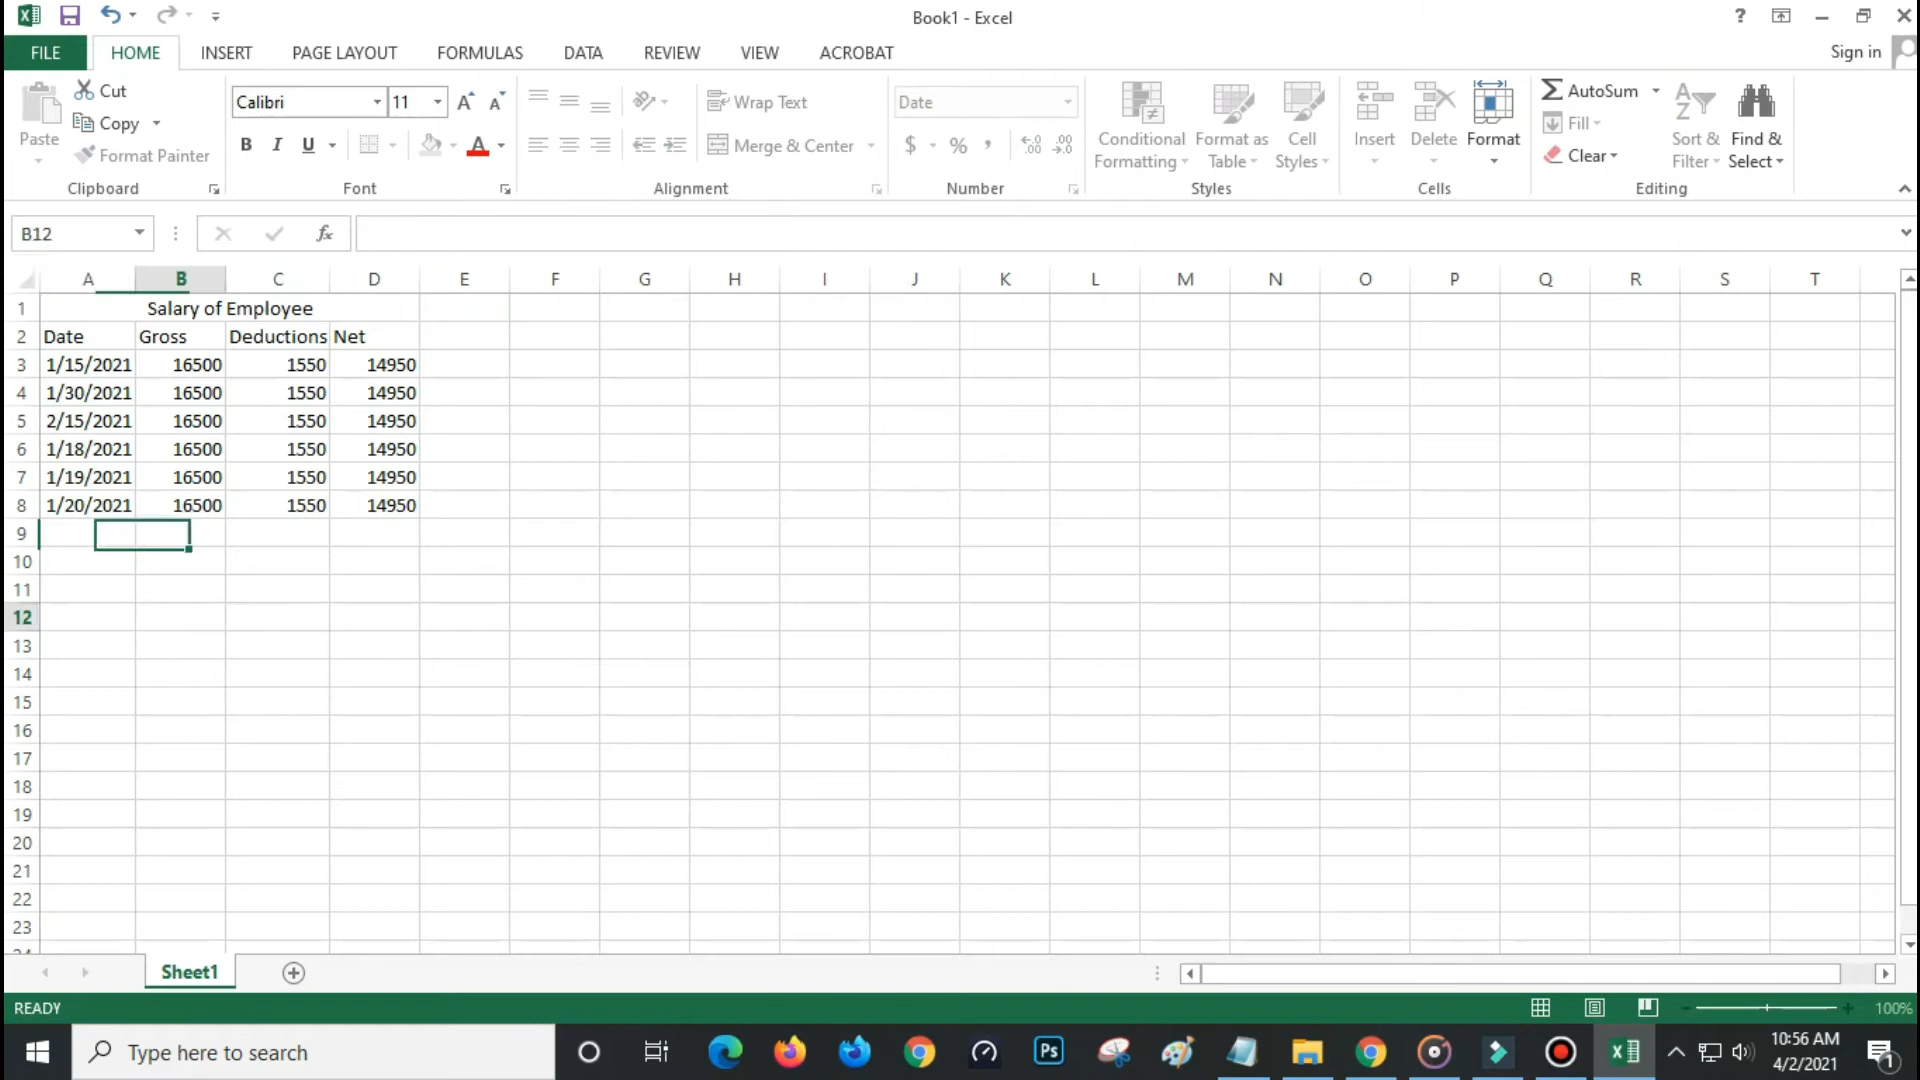 Book1 - Excel
?
FILE HOME INSERT PAGE LAYOUT FORMULAS DATA REVIEW VIEW ACROBAT Sign in
Paste
Cut
Copy
Format Painter
Clipboard
Calibri 11
B I U
Font
Wrap Text
Merge & Center
Alignment
Date
$ % ,
Number
Conditional Formatting
Format as Table
Cell Styles
Styles
Insert Delete Format
Cells
AutoSum
Fill
Clear
Sort & Filter
Find & Select
Editing
B12 fx
A B C D E F G H I J K L M N O P Q R S T
1 Salary of Employee
2 Date Gross Deductions Net
3 1/15/2021 16500 1550 14950
4 1/30/2021 16500 1550 14950
5 2/15/2021 16500 1550 14950
6 1/18/2021 16500 1550 14950
7 1/19/2021 16500 1550 14950
8 1/20/2021 16500 1550 14950
9
10
11
12
13
14
15
16
17
18
19
20
21
22
23
Sheet1
READY 100%
Type here to search
Ps
10:56 AM
4/2/2021
1